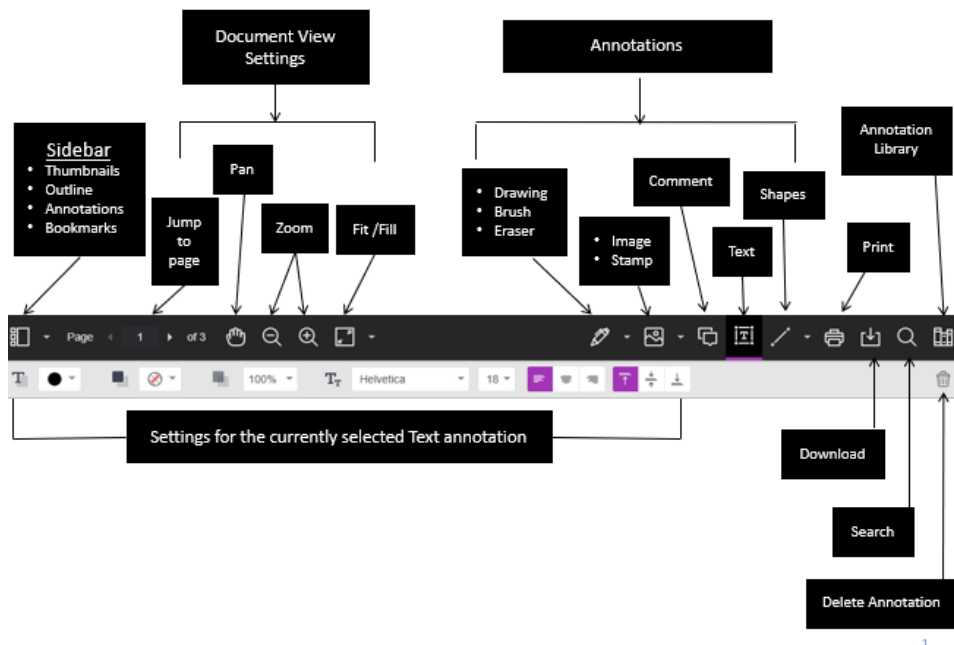 Document View
Settings
Annotations
Sidebar
• Thumbnails
• Outline
• Annotations
• Bookmarks
Jump
to
page
Pan
Zoom
Fit /Fill
• Drawing
• Brush
• Eraser
• Image
• Stamp
Comment
Text
Shapes
Print
Annotation
Library
Page 1 of 3
T 100% TT Helvetica 18
Settings for the currently selected Text annotation
Download
Search
Delete Annotation
1